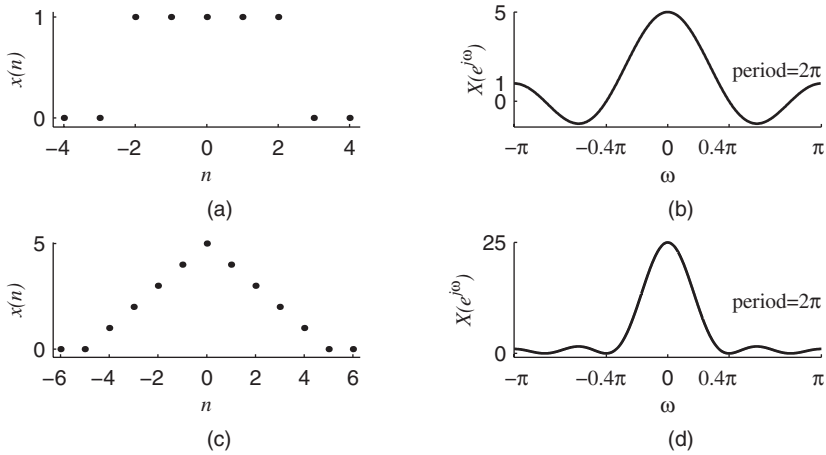 1
x(n)
0
−4 −2 0 2 4
n
(a)
5
X(e^{jω})
period=2π
1
0
−π −0.4π 0 0.4π π
ω
(b)
5
x(n)
0
−6 −4 −2 0 2 4 6
n
(c)
25
X(e^{jω})
period=2π
0
−π −0.4π 0 0.4π π
ω
(d)